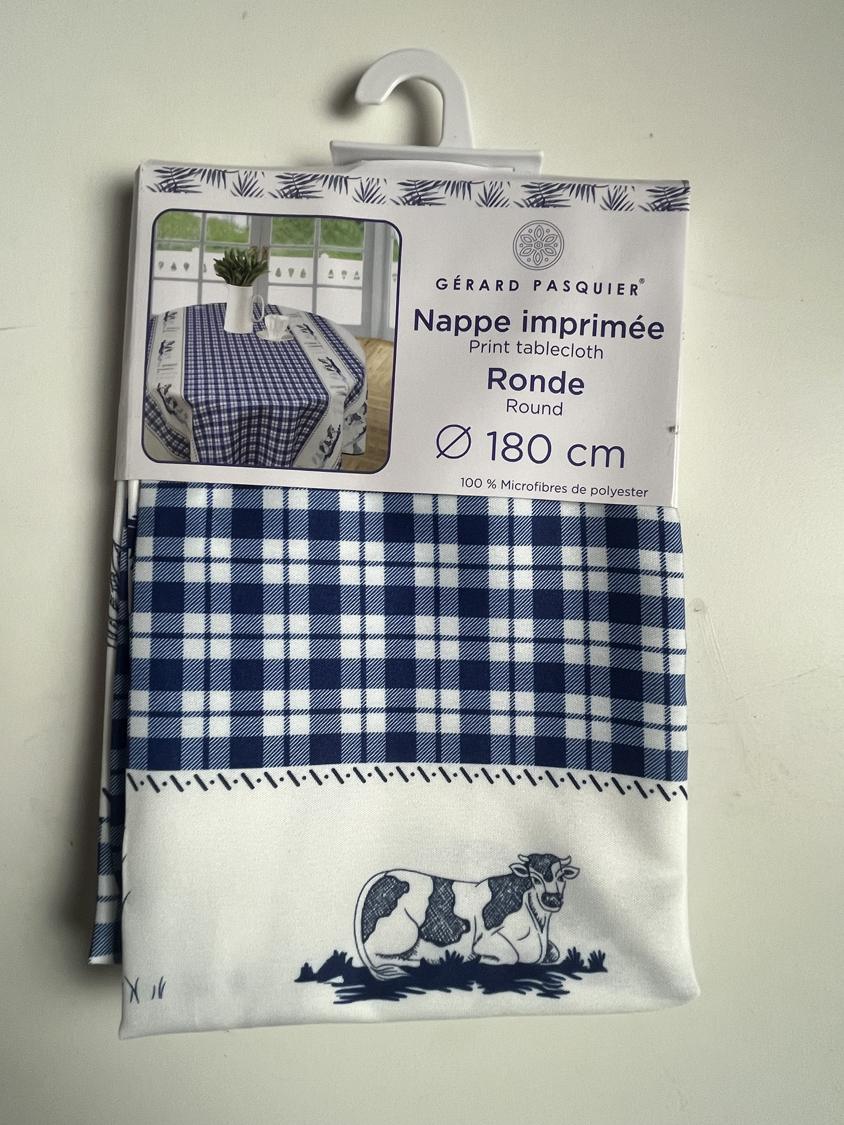 GÉRARD PASQUIER®
Nappe imprimée
Print tablecloth
Ronde
Round
Ø 180 cm
100 % Microfibres de polyester